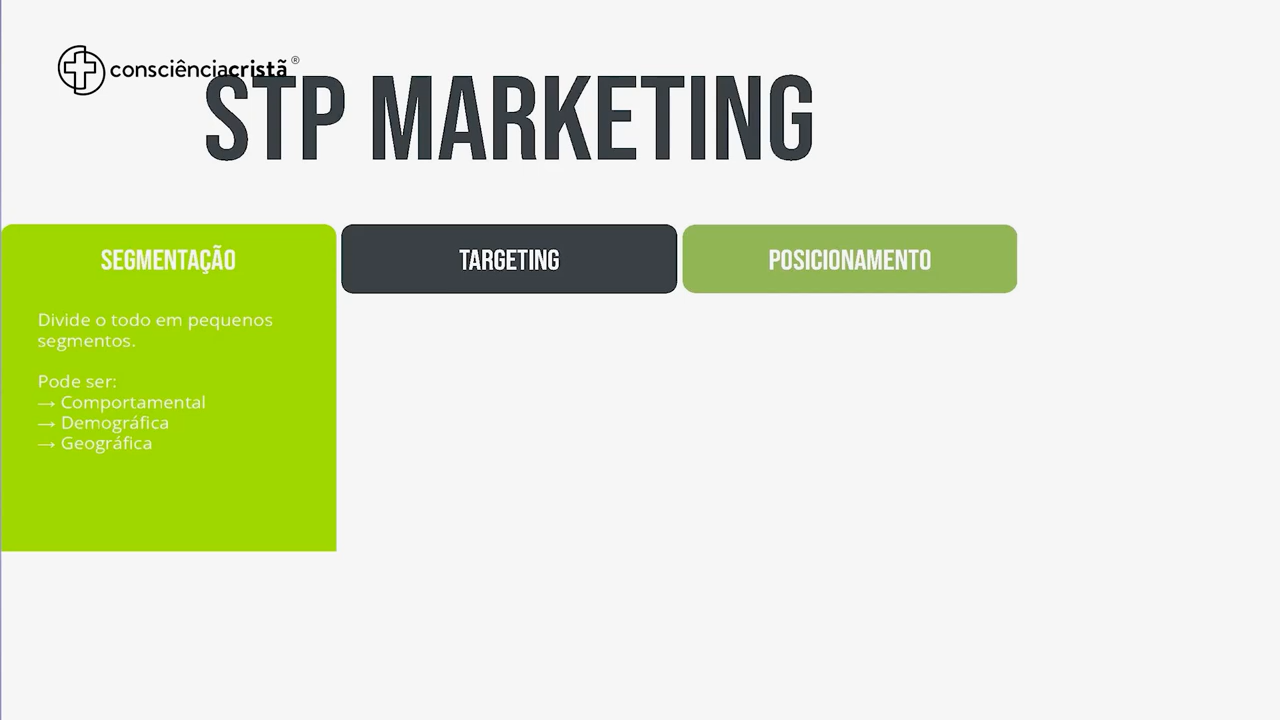 consciênciacristã®
STP MARKETING
SEGMENTAÇÃO
TARGETING
POSICIONAMENTO
Divide o todo em pequenos
segmentos.
Pode ser:
→ Comportamental
→ Demográfica
→ Geográfica